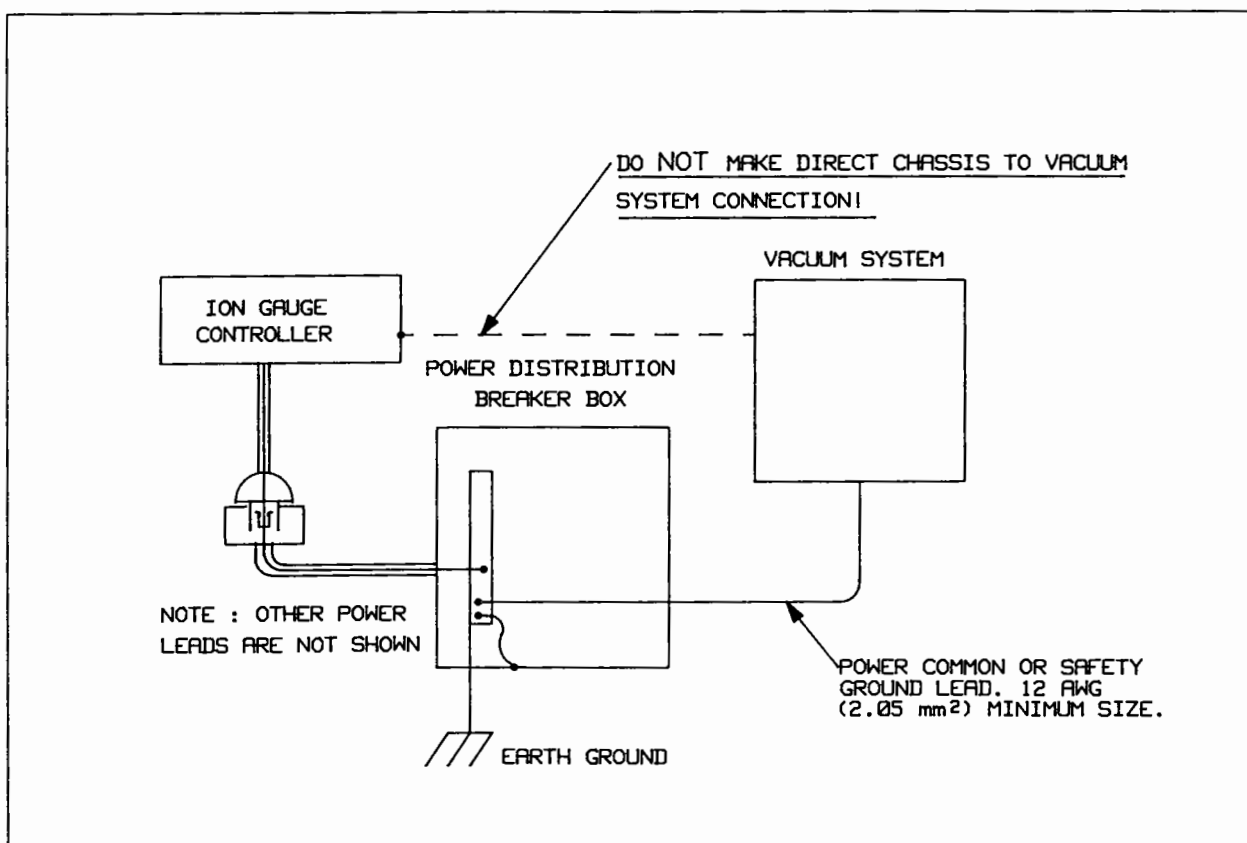 DO NOT MAKE DIRECT CHASSIS TO VACUUM
SYSTEM CONNECTION!
VACUUM SYSTEM
ION GAUGE
CONTROLLER
POWER DISTRIBUTION
BREAKER BOX
NOTE : OTHER POWER
LEADS ARE NOT SHOWN
POWER COMMON OR SAFETY
GROUND LEAD. 12 AWG
(2.05 mm²) MINIMUM SIZE.
EARTH GROUND